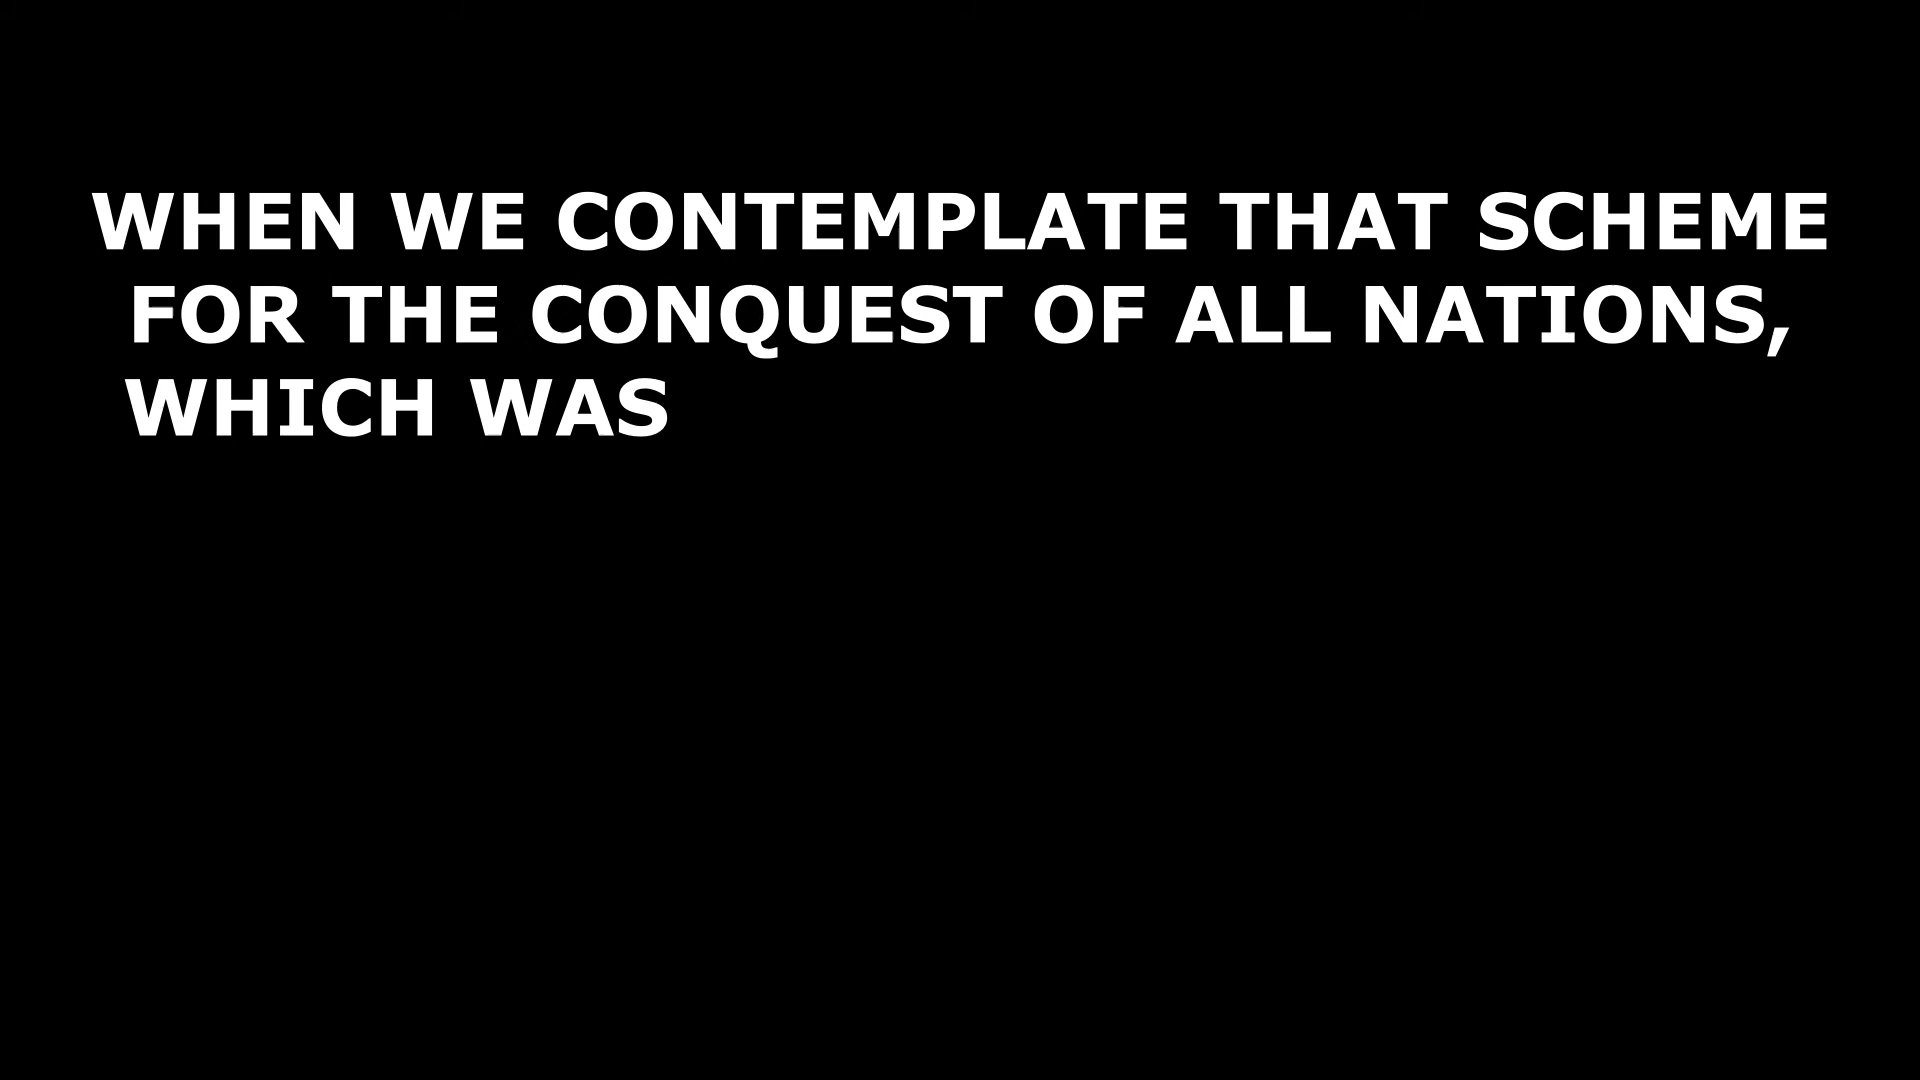 WHEN WE CONTEMPLATE THAT SCHEME
FOR THE CONQUEST OF ALL NATIONS,
WHICH WAS